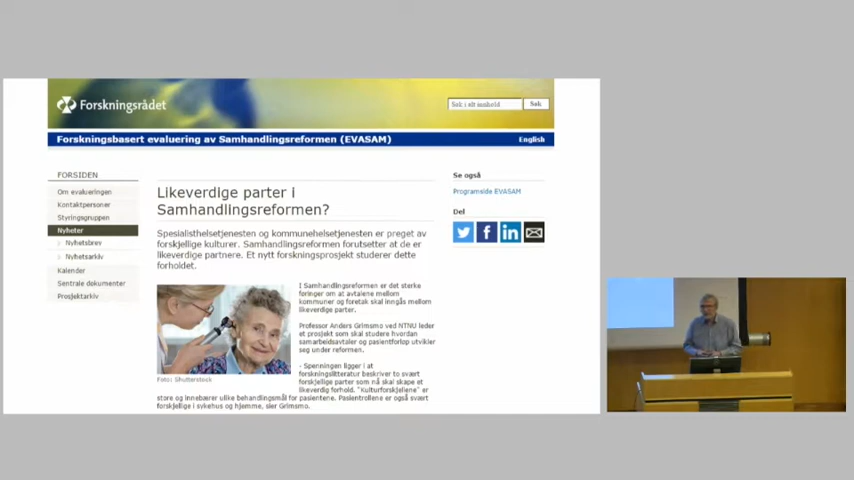 Forskningsrådet
Søk i alt innhold
Søk
Forskningsbasert evaluering av Samhandlingsreformen (EVASAM)
English
FORSIDEN
Om evalueringen
Kontaktpersoner
Styringsgruppen
Nyheter
Nyhetsbrev
Nyhetsarkiv
Kalender
Sentrale dokumenter
Prosjektarkiv
Likeverdige parter i
Samhandlingsreformen?
Spesialisthelsetjenesten og kommunehelsetjenesten er preget av
forskjellige kulturer. Samhandlingsreformen forutsetter at de er
likeverdige partnere. Et nytt forskningsprosjekt studerer dette
forholdet.
I Samhandlingsreformen er det sterke
føringer om at avtalene mellom
kommuner og foretak skal inngås mellom
likeverdige parter.
Professor Anders Grimsmo ved NTNU leder
et prosjekt som skal studere hvordan
samarbeidsavtaler og pasientforløp utvikler
seg under reformen.
- Spenningen ligger i at
forskningslitteratur beskriver to svært
forskjellige parter som nå skal skape et
likeverdig forhold. "Kulturforskjellene" er
store og innebærer ulike behandlingsmål for pasientene. Pasientrollene er også svært
forskjellige i sykehus og hjemme, sier Grimsmo.
Foto: Shutterstock
Se også
Programside EVASAM
Del